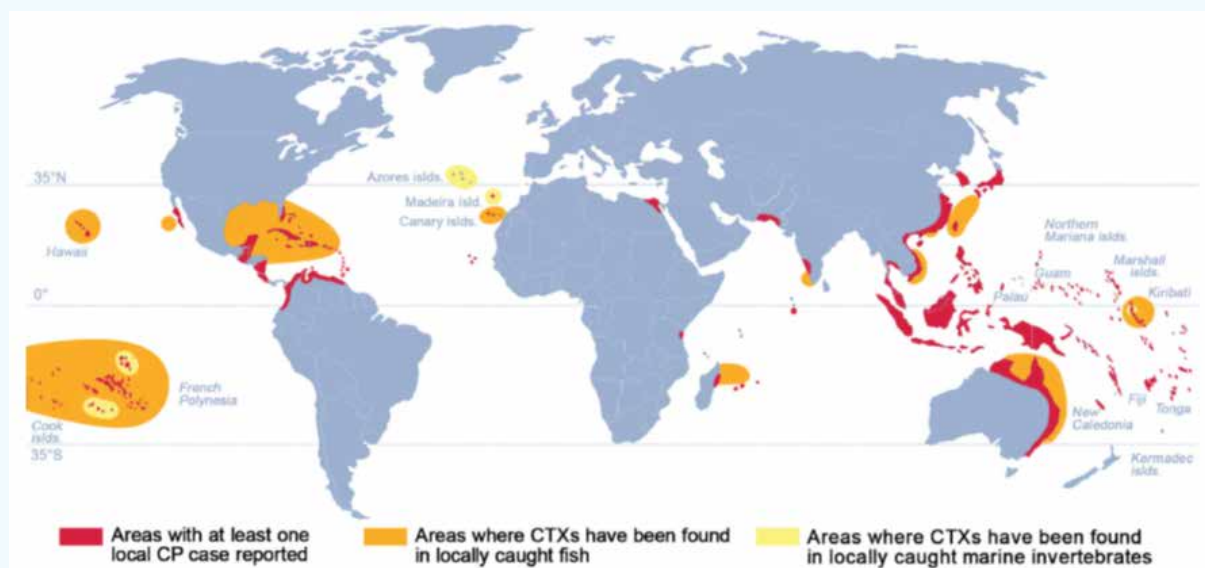 Azores islds.
35°N
Madeira isld.
Canary islds.
Hawaii
Northern
Mariana islds.
Marshall
islds.
Guam
Palau
Kiribati
0°
French
Polynesia
Cook
islds.
35°S
Fiji
Tonga
New
Caledonia
Kermadec
islds.
Areas with at least one
local CP case reported
Areas where CTXs have been found
in locally caught fish
Areas where CTXs have been found
in locally caught marine invertebrates